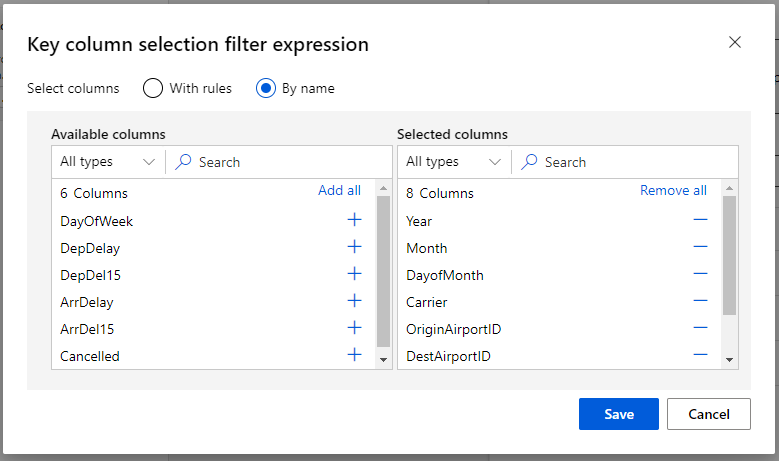 Key column selection filter expression
Select columns With rules By name
Available columns Selected columns
All types Search All types Search
6 Columns Add all 8 Columns Remove all
DayOfWeek Year
DepDelay Month
DepDel15 DayofMonth
ArrDelay Carrier
ArrDel15 OriginAirportID
Cancelled DestAirportID
Save Cancel